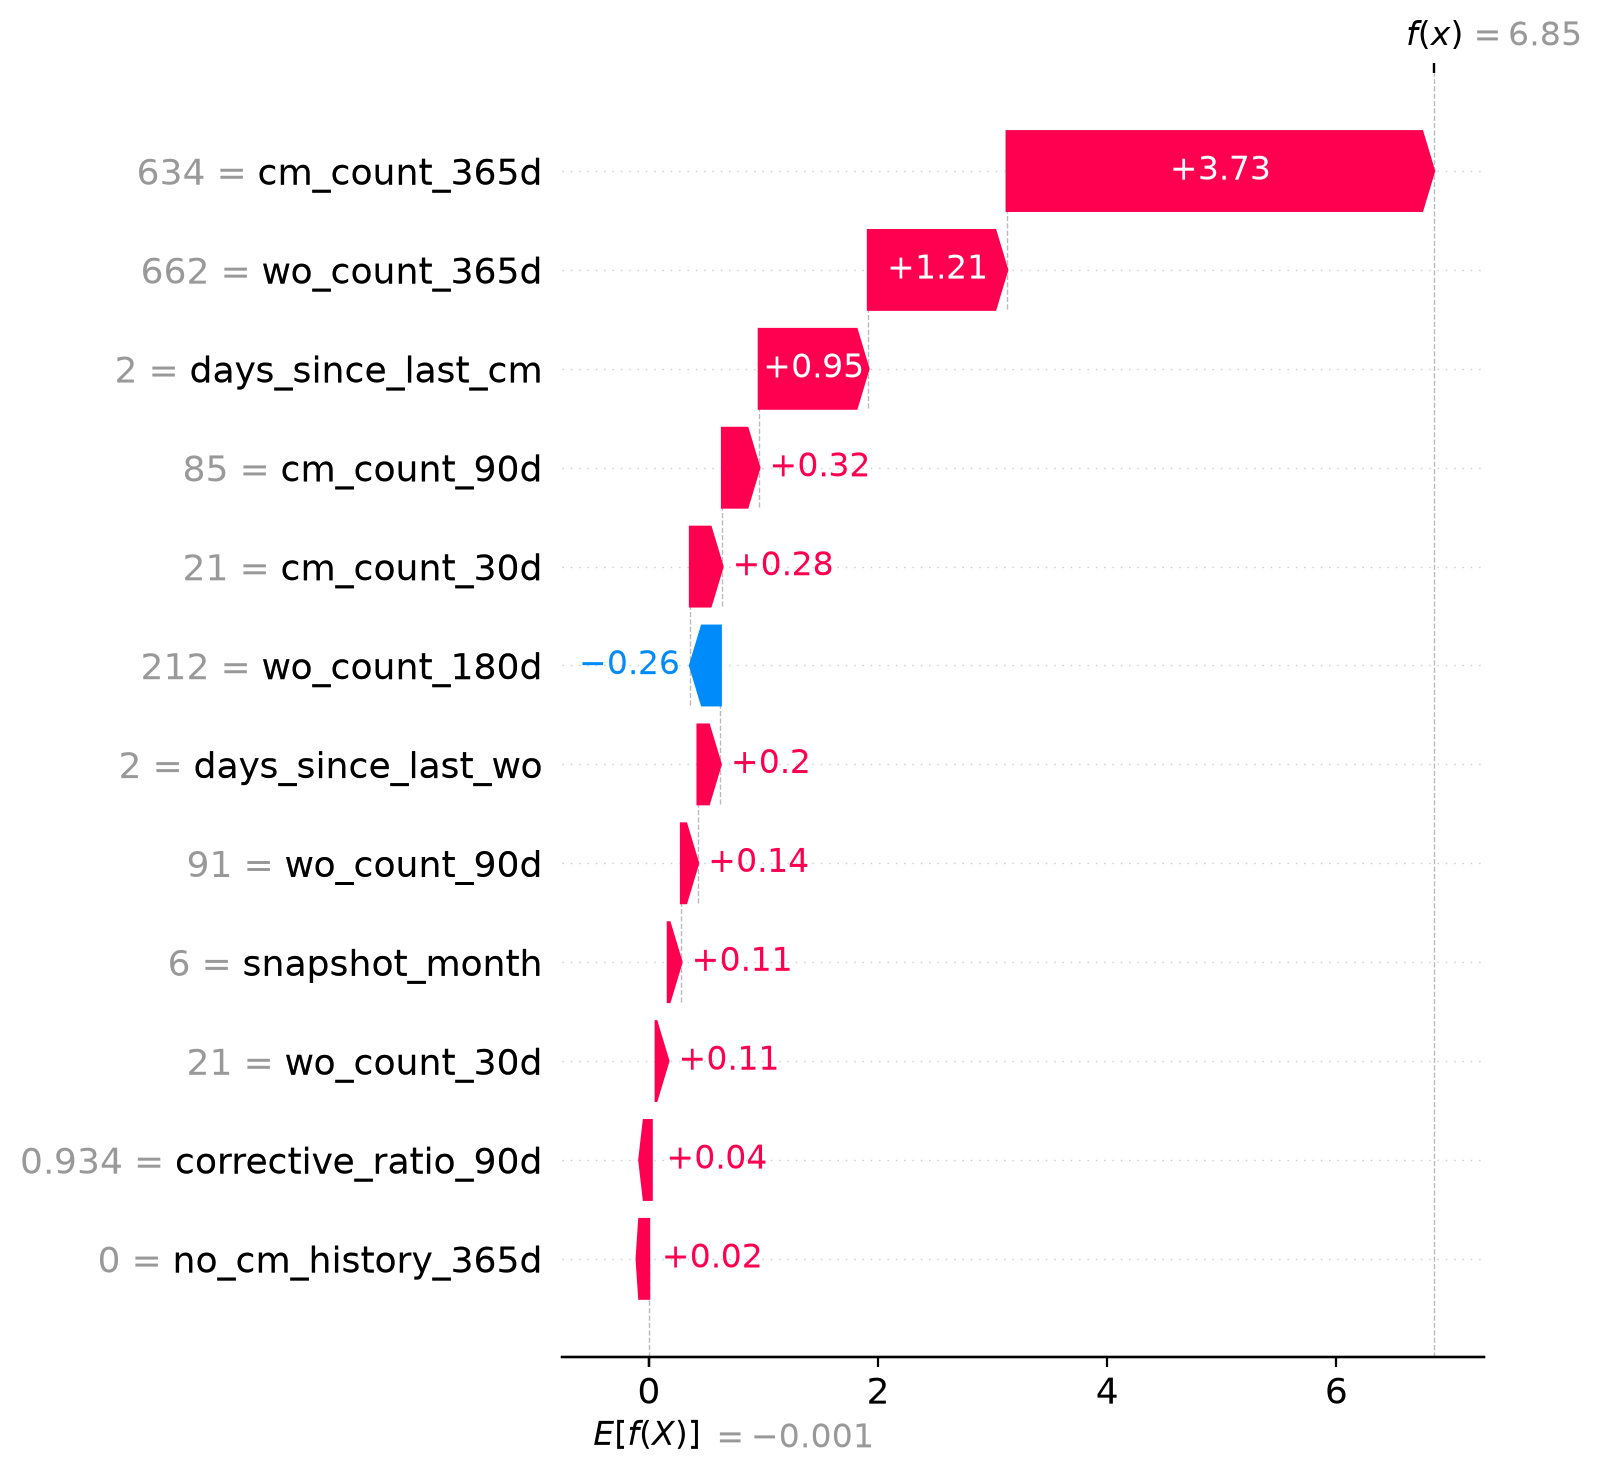 f(x) = 6.85
634 = cm_count_365d +3.73
662 = wo_count_365d +1.21
2 = days_since_last_cm +0.95
85 = cm_count_90d +0.32
21 = cm_count_30d +0.28
212 = wo_count_180d −0.26
2 = days_since_last_wo +0.2
91 = wo_count_90d +0.14
6 = snapshot_month +0.11
21 = wo_count_30d +0.11
0.934 = corrective_ratio_90d +0.04
0 = no_cm_history_365d +0.02
0 2 4 6
E[f(X)] = −0.001